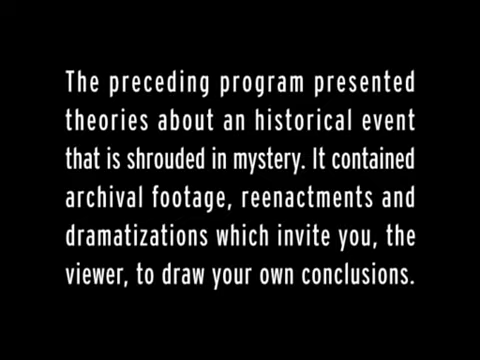 The preceding program presented
theories about an historical event
that is shrouded in mystery. It contained
archival footage, reenactments and
dramatizations which invite you, the
viewer, to draw your own conclusions.